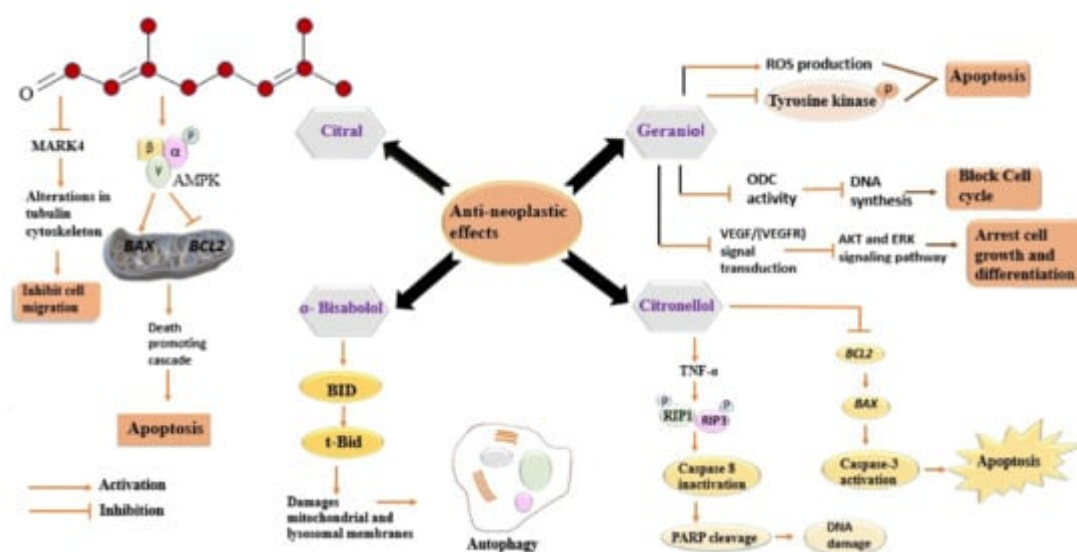 O
MARK4
Alterations in
tubulin
cytoskeleton
Inhibit cell
migration
β
α
γ
P
AMPK
BAX
BCL2
Death
promoting
cascade
Apoptosis
Activation
Inhibition
Citral
Anti-neoplastic
effects
α- Bisabolol
BID
t-Bid
Damages
mitochondrial and
lysosomal membranes
Autophagy
Geraniol
ROS production
Tyrosine kinase
P
Apoptosis
ODC
activity
DNA
synthesis
Block Cell
cycle
VEGF/(VEGFR)
signal
transduction
AKT and ERK
signaling pathway
Arrest cell
growth and
differentiation
Citronellol
TNF-α
P
RIP1
P
RIP3
Caspase 8
inactivation
PARP cleavage
DNA
damage
BCL2
BAX
Caspase-3
activation
Apoptosis